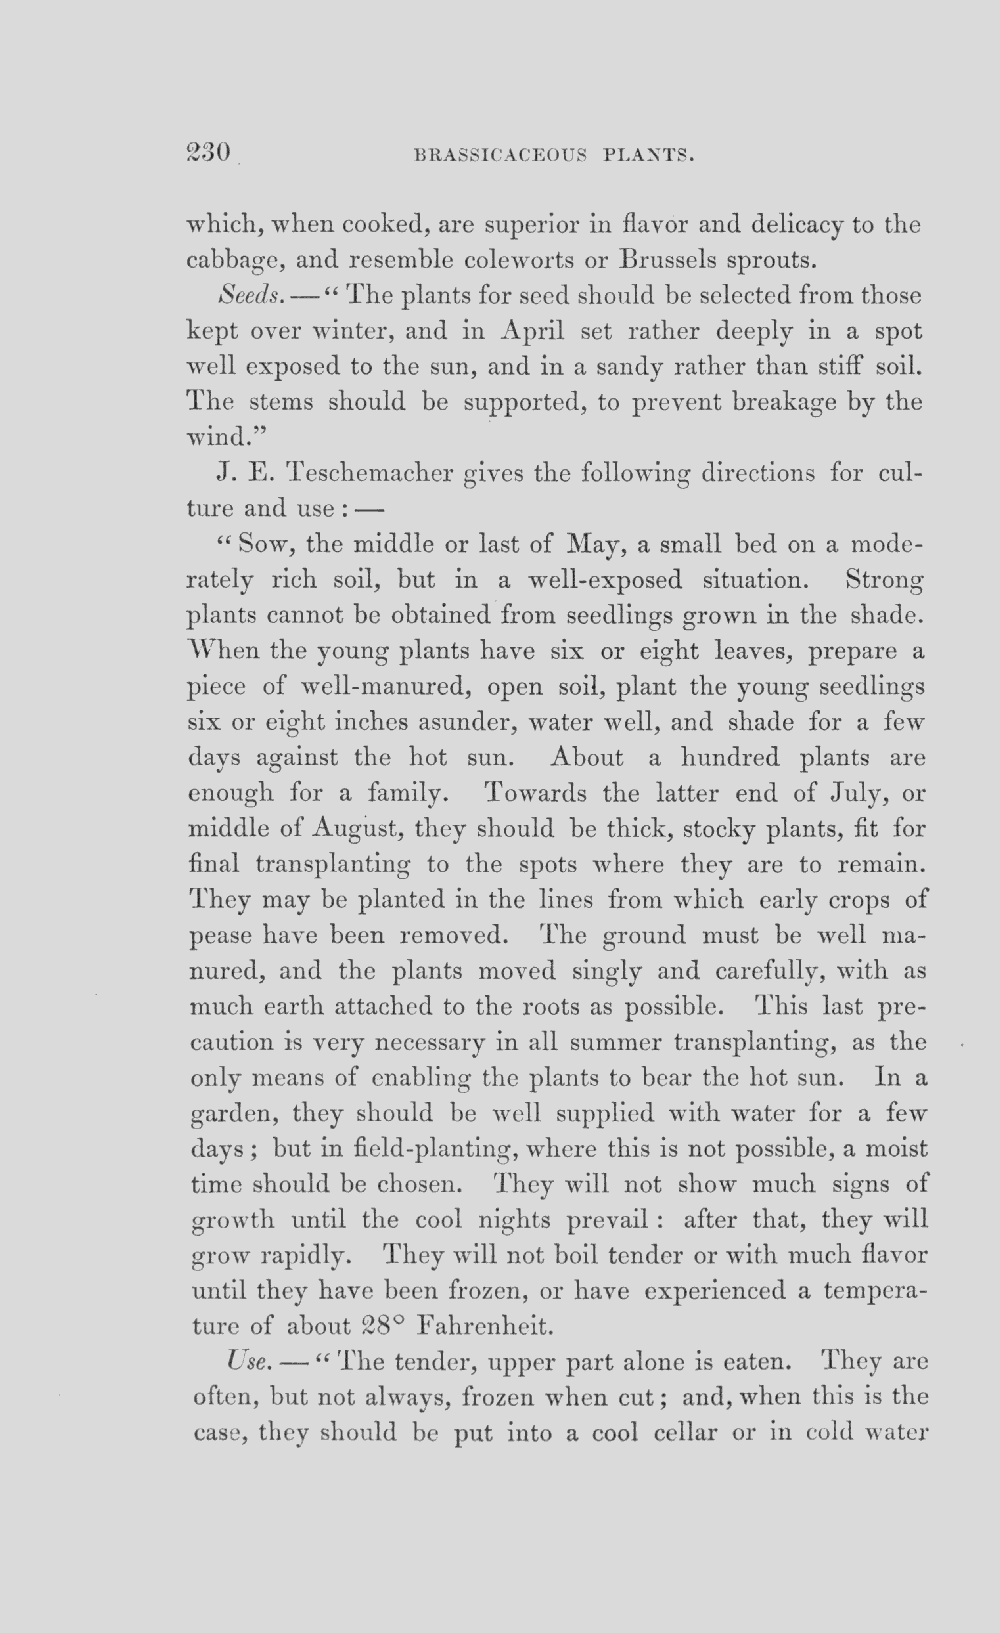 230 BRASSICACEOUS PLANTS.
which, when cooked, are superior in flavor and delicacy to the
cabbage, and resemble coleworts or Brussels sprouts.
Seeds. — “ The plants for seed should be selected from those
kept over winter, and in April set rather deeply in a spot
well exposed to the sun, and in a sandy rather than stiff soil.
The stems should be supported, to prevent breakage by the
wind.”
J. E. Teschemacher gives the following directions for cul-
ture and use : —
“ Sow, the middle or last of May, a small bed on a mode-
rately rich soil, but in a well-exposed situation. Strong
plants cannot be obtained from seedlings grown in the shade.
When the young plants have six or eight leaves, prepare a
piece of well-manured, open soil, plant the young seedlings
six or eight inches asunder, water well, and shade for a few
days against the hot sun. About a hundred plants are
enough for a family. Towards the latter end of July, or
middle of August, they should be thick, stocky plants, fit for
final transplanting to the spots where they are to remain.
They may be planted in the lines from which early crops of
pease have been removed. The ground must be well ma-
nured, and the plants moved singly and carefully, with as
much earth attached to the roots as possible. This last pre-
caution is very necessary in all summer transplanting, as the
only means of enabling the plants to bear the hot sun. In a
garden, they should be well supplied with water for a few
days ; but in field-planting, where this is not possible, a moist
time should be chosen. They will not show much signs of
growth until the cool nights prevail : after that, they will
grow rapidly. They will not boil tender or with much flavor
until they have been frozen, or have experienced a tempera-
ture of about 28° Fahrenheit.
Use. — “ The tender, upper part alone is eaten. They are
often, but not always, frozen when cut ; and, when this is the
case, they should be put into a cool cellar or in cold water